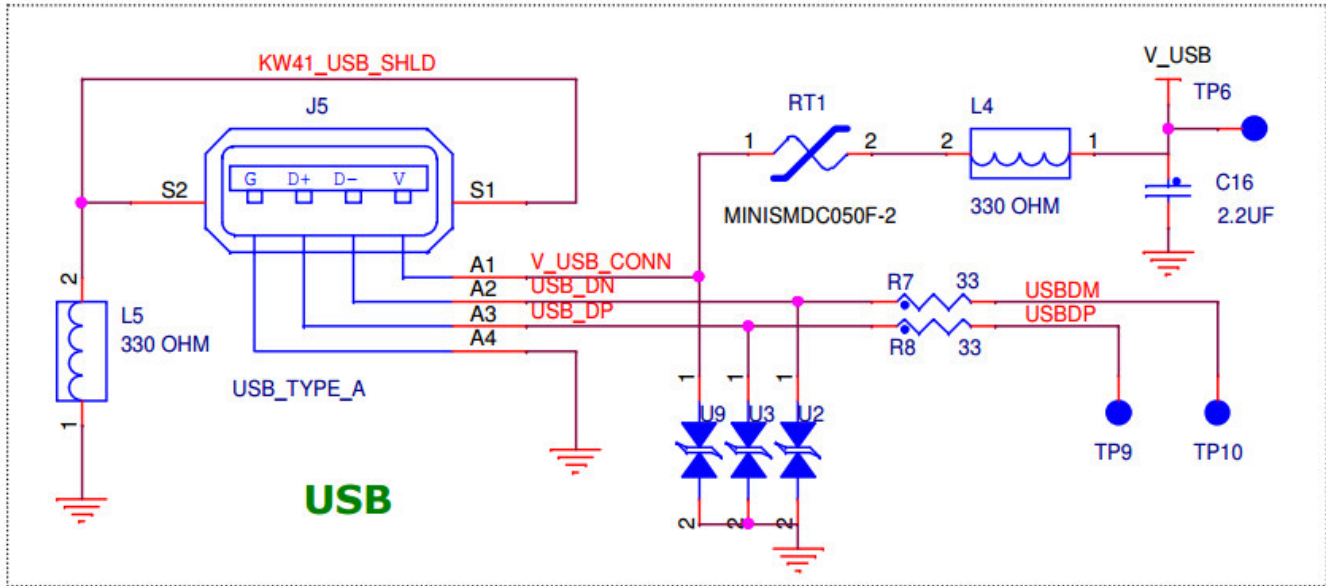 KW41_USB_SHLD
V_USB
J5
RT1
L4
TP6
1
2
2
1
G D+ D- V
S2
S1
C16
2.2UF
MINISMDC050F-2
330 OHM
A1
V_USB_CONN
2
A2
USB_DN
R7
33
USBDM
L5
330 OHM
A3
USB_DP
USBDP
A4
R8
33
USB_TYPE_A
1
1
1
1
U9
U3
U2
TP9
TP10
USB
2
2
2